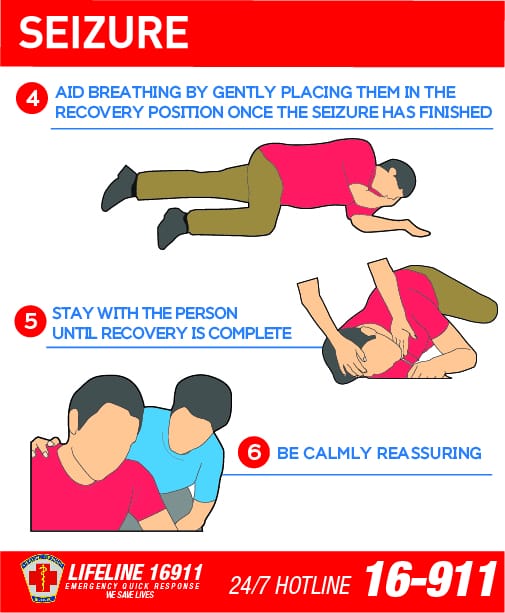 SEIZURE
4
AID BREATHING BY GENTLY PLACING THEM IN THE
RECOVERY POSITION ONCE THE SEIZURE HAS FINISHED
5
STAY WITH THE PERSON
UNTIL RECOVERY IS COMPLETE
6
BE CALMLY REASSURING
LIFELINE 16911
EMERGENCY QUICK RESPONSE
WE SAVE LIVES
24/7 HOTLINE 16-911